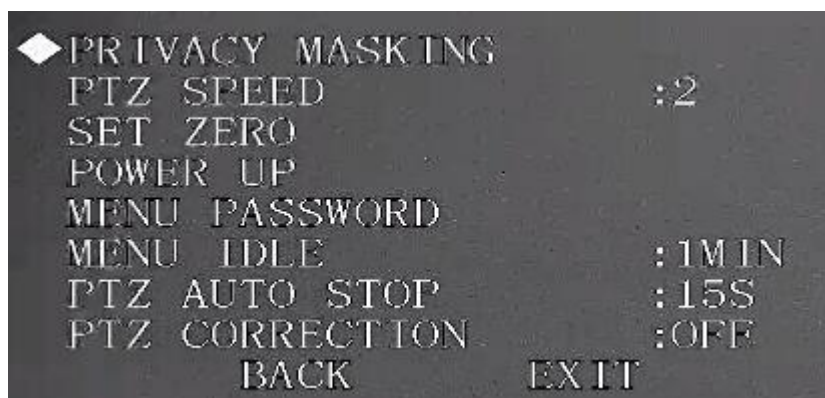 PRIVACY MASKING
PTZ SPEED :2
SET ZERO
POWER UP
MENU PASSWORD
MENU IDLE :1MIN
PTZ AUTO STOP :15S
PTZ CORRECTION :OFF
BACK EXIT